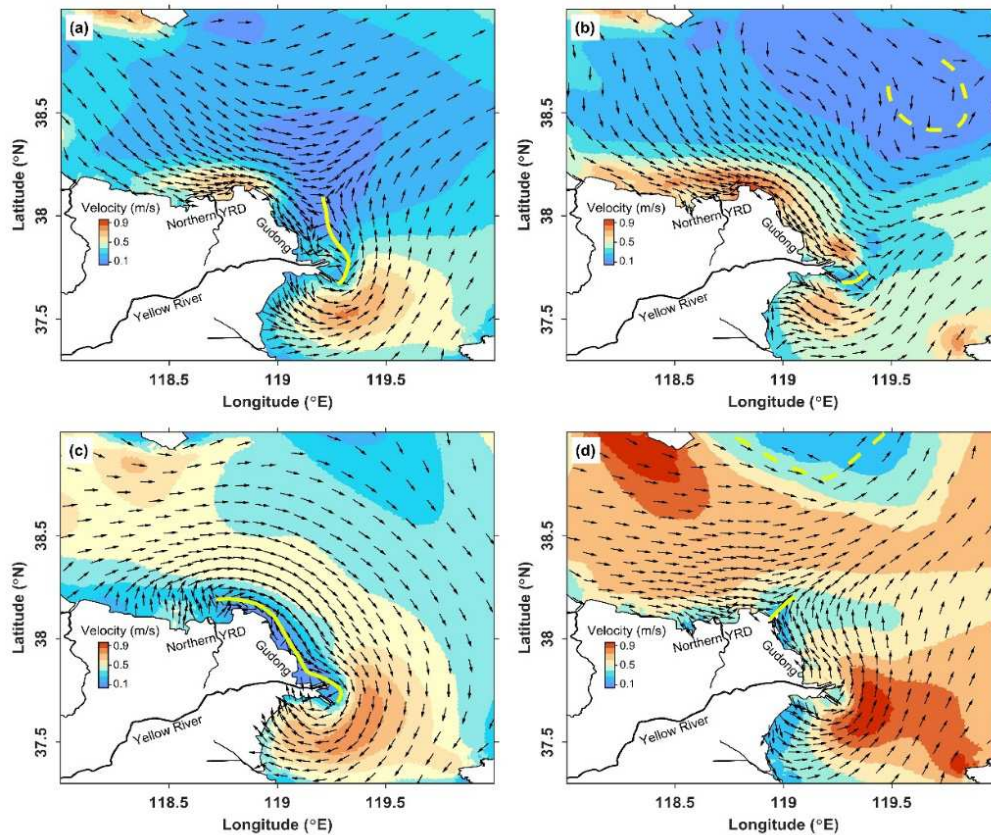 (a)
38.5
38
37.5
Latitude (°N)
Velocity (m/s)
0.9
0.5
0.1
Northern YRD
Gudong
Yellow River
118.5
119
119.5
Longitude (°E)
(b)
38.5
38
37.5
Latitude (°N)
Velocity (m/s)
0.9
0.5
0.1
Northern YRD
Gudong
Yellow River
118.5
119
119.5
Longitude (°E)
(c)
38.5
38
37.5
Latitude (°N)
Velocity (m/s)
0.9
0.5
0.1
Northern YRD
Gudong
Yellow River
118.5
119
119.5
Longitude (°E)
(d)
38.5
38
37.5
Latitude (°N)
Velocity (m/s)
0.9
0.5
0.1
Northern YRD
Gudong
Yellow River
118.5
119
119.5
Longitude (°E)